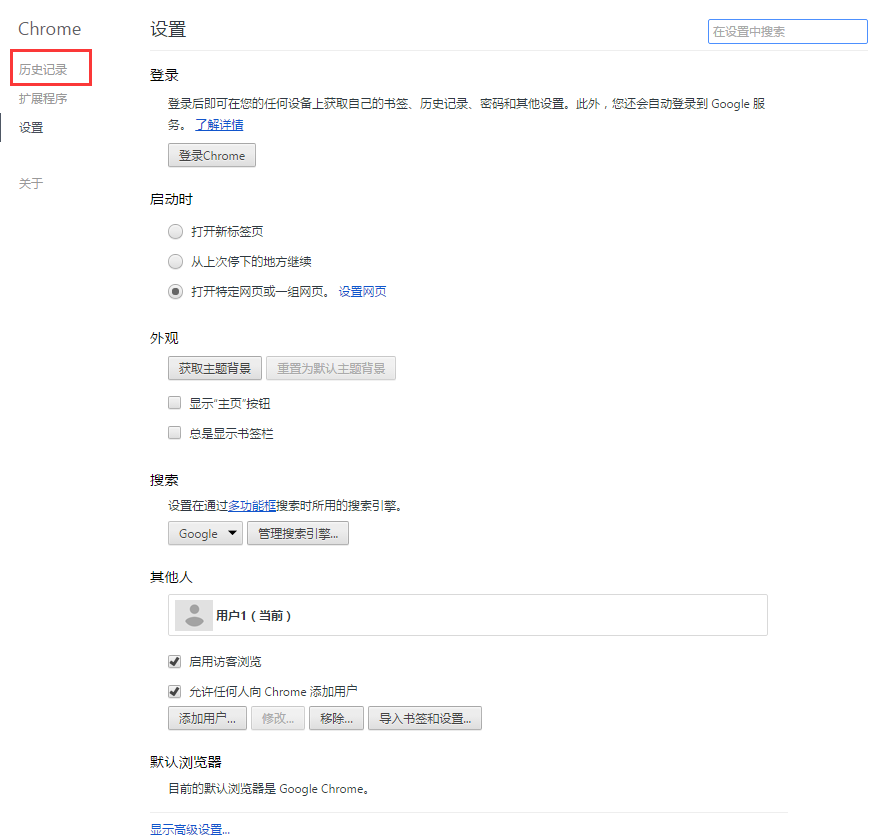 Chrome
历史记录
扩展程序
设置
关于
设置
在设置中搜索
登录
登录后即可在您的任何设备上获取自己的书签、历史记录、密码和其他设置。此外，您还会自动登录到 Google 服
务。 了解详情
登录Chrome
启动时
打开新标签页
从上次停下的地方继续
打开特定网页或一组网页。 设置网页
外观
获取主题背景 重置为默认主题背景
显示“主页”按钮
总是显示书签栏
搜索
设置在通过多功能框搜索时所用的搜索引擎。
Google 管理搜索引擎...
其他人
用户1（当前）
启用访客浏览
允许任何人向 Chrome 添加用户
添加用户... 修改... 移除... 导入书签和设置...
默认浏览器
目前的默认浏览器是 Google Chrome。
显示高级设置...